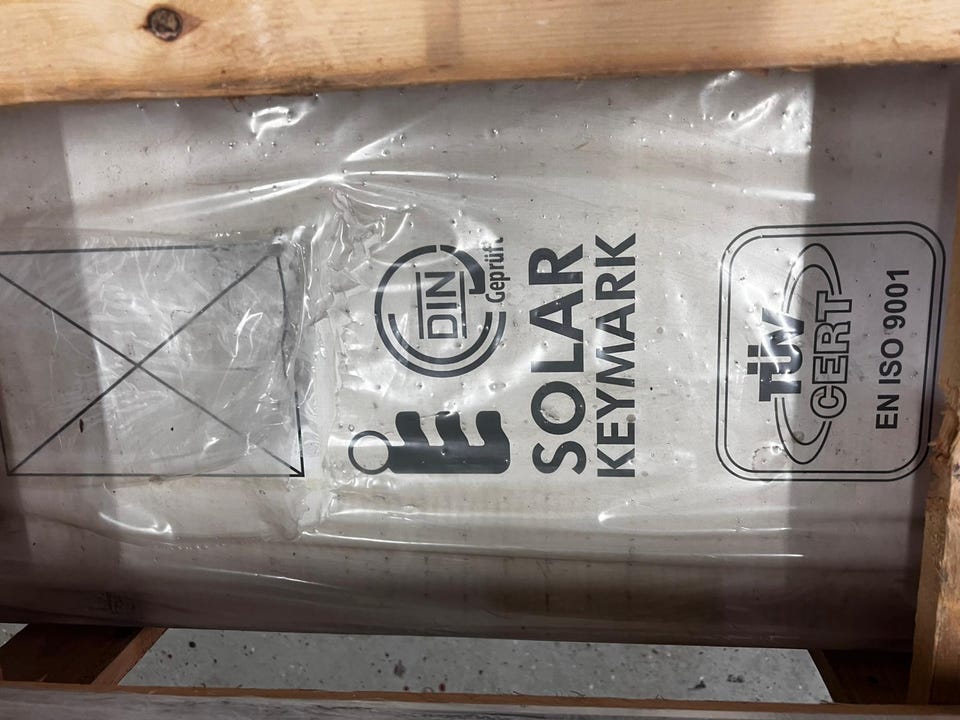 DIN
Geprüft
SOLAR
KEYMARK
TÜV
CERT
EN ISO 9001